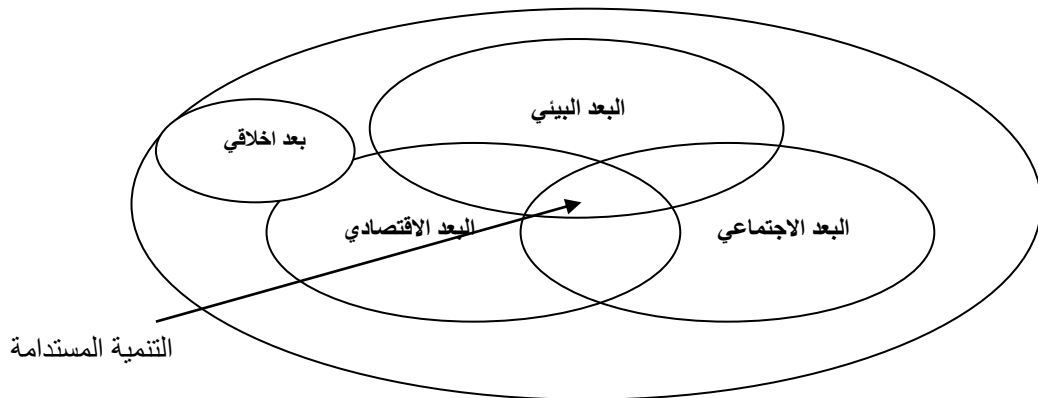 البعد البيئي
بعد اخلاقي
البعد الاجتماعي
البعد الاقتصادي
التنمية المستدامة